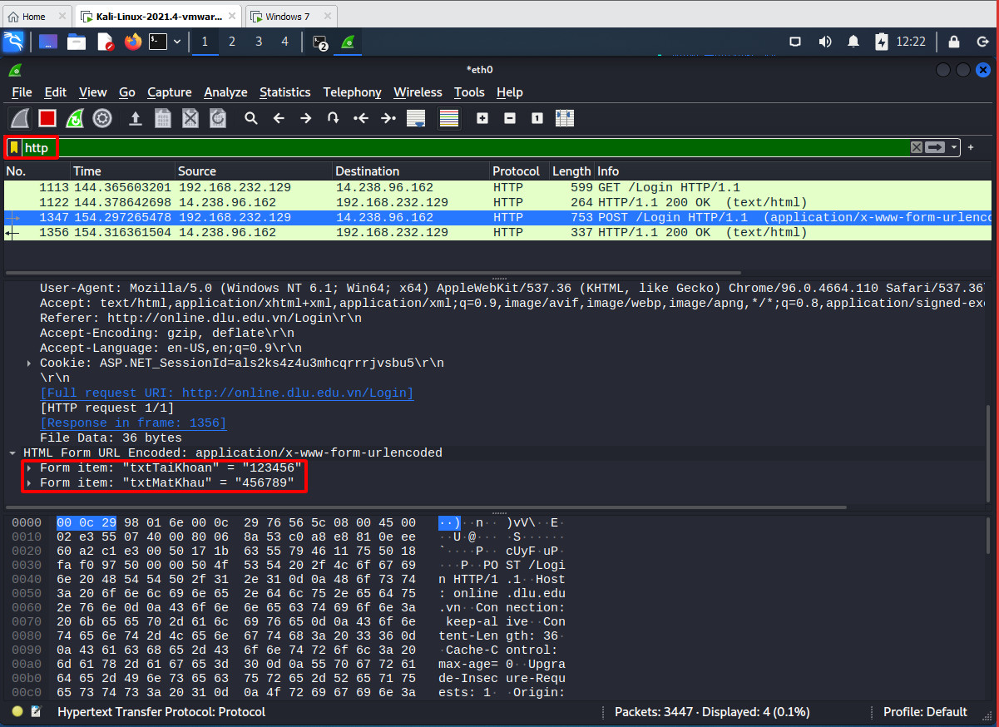 Home
Kali-Linux-2021.4-vmwar...
Windows 7
1 2 3 4 2 12:22
*eth0
File Edit View Go Capture Analyze Statistics Telephony Wireless Tools Help
http
No. Time Source Destination Protocol Length Info
1113 144.365603201 192.168.232.129 14.238.96.162 HTTP 599 GET /Login HTTP/1.1
1122 144.378642698 14.238.96.162 192.168.232.129 HTTP 264 HTTP/1.1 200 OK (text/html)
1347 154.297265478 192.168.232.129 14.238.96.162 HTTP 753 POST /Login HTTP/1.1 (application/x-www-form-urlenco
1356 154.316361504 14.238.96.162 192.168.232.129 HTTP 337 HTTP/1.1 200 OK (text/html)
User-Agent: Mozilla/5.0 (Windows NT 6.1; Win64; x64) AppleWebKit/537.36 (KHTML, like Gecko) Chrome/96.0.4664.110 Safari/537.36
Accept: text/html,application/xhtml+xml,application/xml;q=0.9,image/avif,image/webp,image/apng,*/*;q=0.8,application/signed-exc
Referer: http://online.dlu.edu.vn/Login\r\n
Accept-Encoding: gzip, deflate\r\n
Accept-Language: en-US,en;q=0.9\r\n
Cookie: ASP.NET_SessionId=als2ks4z4u3mhcqrrrjvsbu5\r\n
\r\n
[Full request URI: http://online.dlu.edu.vn/Login]
[HTTP request 1/1]
[Response in frame: 1356]
File Data: 36 bytes
HTML Form URL Encoded: application/x-www-form-urlencoded
Form item: "txtTaiKhoan" = "123456"
Form item: "txtMatKhau" = "456789"
0000 00 0c 29 98 01 6e 00 0c 29 76 56 5c 08 00 45 00 ··)··n·· )vV\··E·
0010 02 e3 55 07 40 00 80 06 8a 53 c0 a8 e8 81 0e ee ··U·@··· ·S······
0020 60 a2 c1 e3 00 50 17 1b 63 55 79 46 11 75 50 18 `····P·· cUyF·uP·
0030 fa f0 97 50 00 00 50 4f 53 54 20 2f 4c 6f 67 69 ···P··PO ST /Logi
0040 6e 20 48 54 54 50 2f 31 2e 31 0d 0a 48 6f 73 74 n HTTP/1 .1··Host
0050 3a 20 6f 6e 6c 69 6e 65 2e 64 6c 75 2e 65 64 75 : online .dlu.edu
0060 2e 76 6e 0d 0a 43 6f 6e 6e 65 63 74 69 6f 6e 3a .vn··Con nection:
0070 20 6b 65 65 70 2d 61 6c 69 76 65 0d 0a 43 6f 6e keep-al ive··Con
0080 74 65 6e 74 2d 4c 65 6e 67 74 68 3a 20 33 36 0d tent-Len gth: 36·
0090 0a 43 61 63 68 65 2d 43 6f 6e 74 72 6f 6c 3a 20 ·Cache-C ontrol:
00a0 6d 61 78 2d 61 67 65 3d 30 0d 0a 55 70 67 72 61 max-age= 0··Upgra
00b0 64 65 2d 49 6e 73 65 63 75 72 65 2d 52 65 71 75 de-Insec ure-Requ
00c0 65 73 74 73 3a 20 31 0d 0a 4f 72 69 67 69 6e 3a ests: 1· ·Origin:
Hypertext Transfer Protocol: Protocol Packets: 3447 · Displayed: 4 (0.1%) Profile: Default